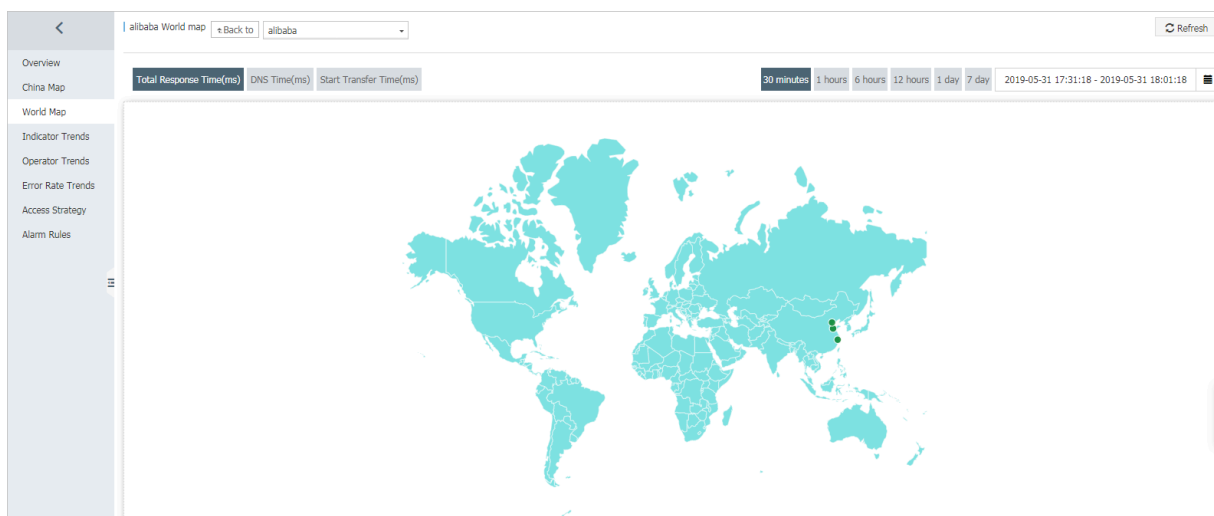 alibaba World map Back to alibaba Refresh
Overview
China Map
World Map
Indicator Trends
Operator Trends
Error Rate Trends
Access Strategy
Alarm Rules
Total Response Time(ms) DNS Time(ms) Start Transfer Time(ms) 30 minutes 1 hours 6 hours 12 hours 1 day 7 day 2019-05-31 17:31:18 - 2019-05-31 18:01:18